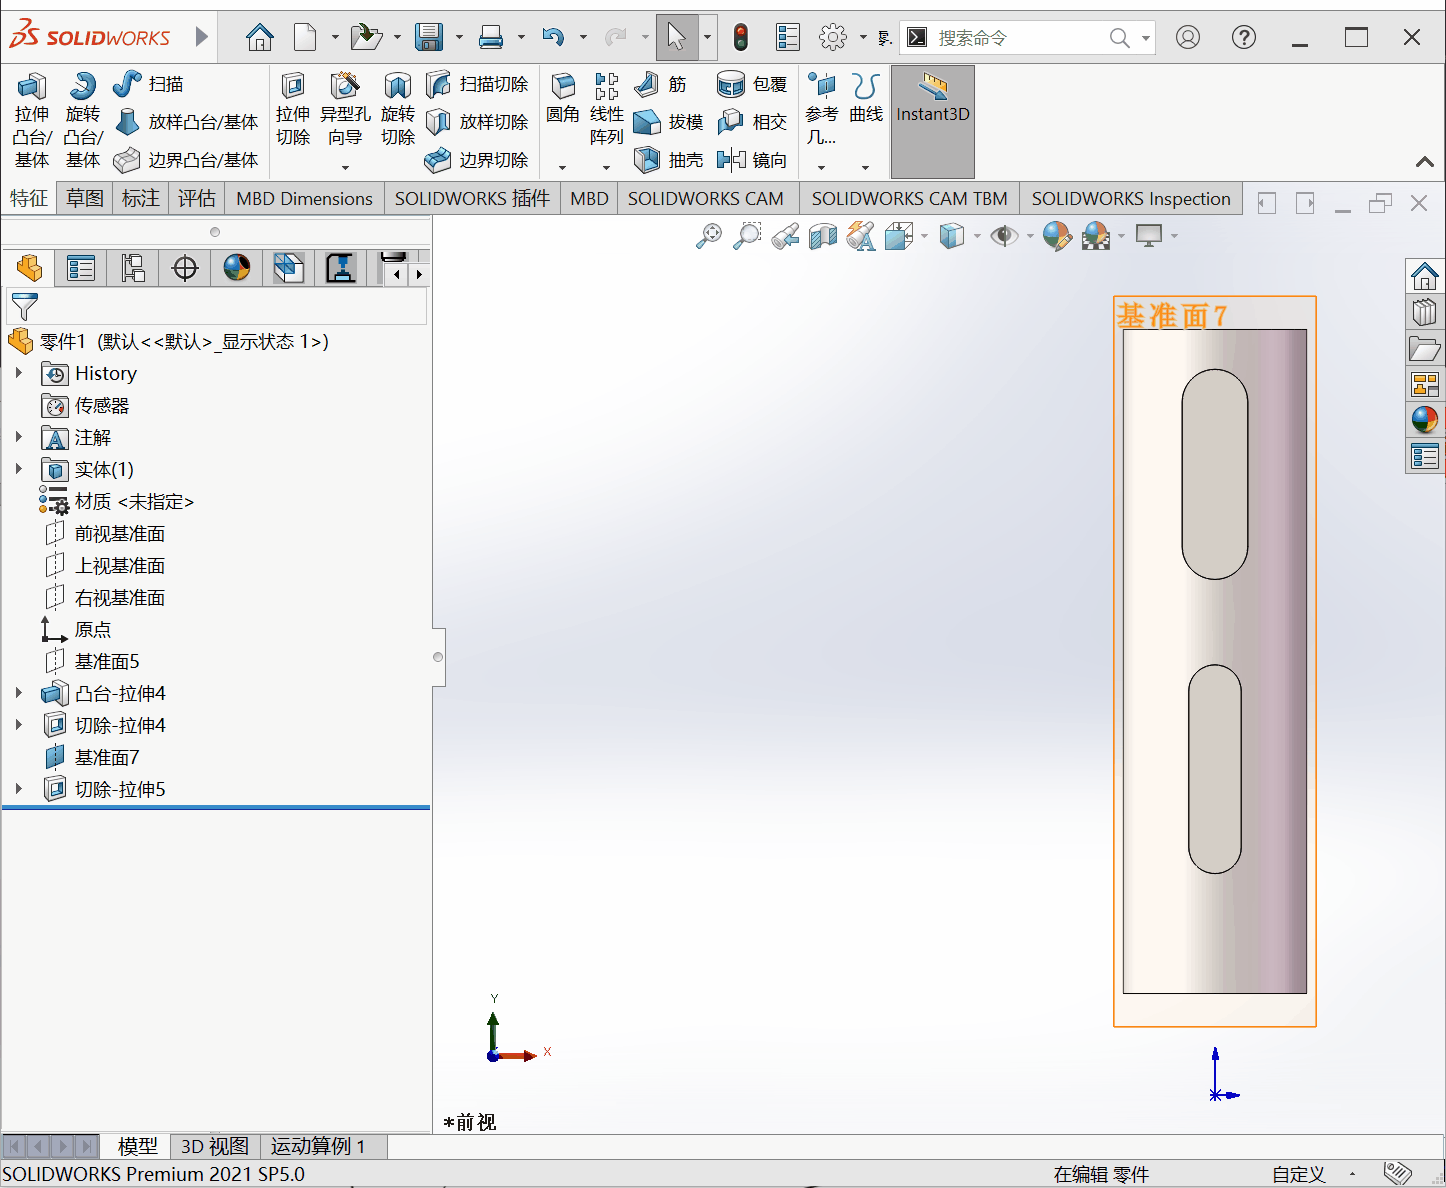 SOLIDWORKS
零.
搜索命令
拉伸凸台/基体
旋转凸台/基体
扫描
放样凸台/基体
边界凸台/基体
拉伸切除
异型孔向导
旋转切除
扫描切除
放样切除
边界切除
圆角
线性阵列
筋
拔模
抽壳
包覆
相交
镜向
参考几...
曲线
Instant3D
特征 草图 标注 评估 MBD Dimensions SOLIDWORKS 插件 MBD SOLIDWORKS CAM SOLIDWORKS CAM TBM SOLIDWORKS Inspection
零件1 (默认<<默认>_显示状态 1>)
History
传感器
注解
实体(1)
材质 <未指定>
前视基准面
上视基准面
右视基准面
原点
基准面5
凸台-拉伸4
切除-拉伸4
基准面7
切除-拉伸5
基准面7
Y
X
*前视
模型 3D 视图 运动算例 1
SOLIDWORKS Premium 2021 SP5.0 在编辑 零件 自定义